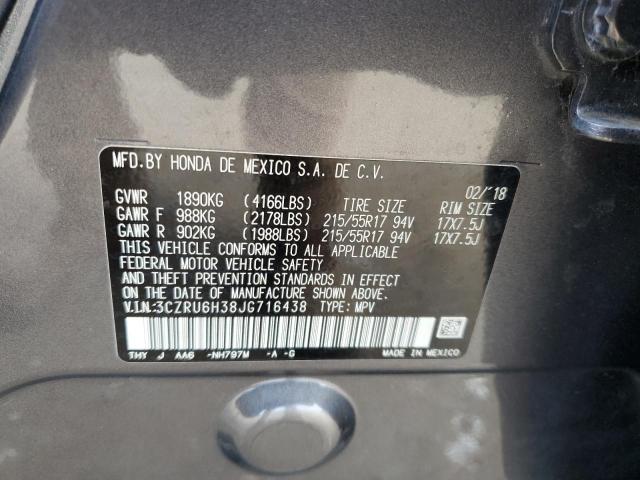 MFD.BY HONDA DE MEXICO S.A. DE C.V.
02/'18
GVWR 1890KG (4166LBS) TIRE SIZE RIM SIZE
GAWR F 988KG (2178LBS) 215/55R17 94V 17X7.5J
GAWR R 902KG (1988LBS) 215/55R17 94V 17X7.5J
THIS VEHICLE CONFORMS TO ALL APPLICABLE
FEDERAL MOTOR VEHICLE SAFETY
AND THEFT PREVENTION STANDARDS IN EFFECT
ON THE DATE OF MANUFACTURE SHOWN ABOVE.
V.I.N.:3CZRU6H38JG716438 TYPE: MPV
THY J AA6 -NH797M -A -G MADE IN MEXICO